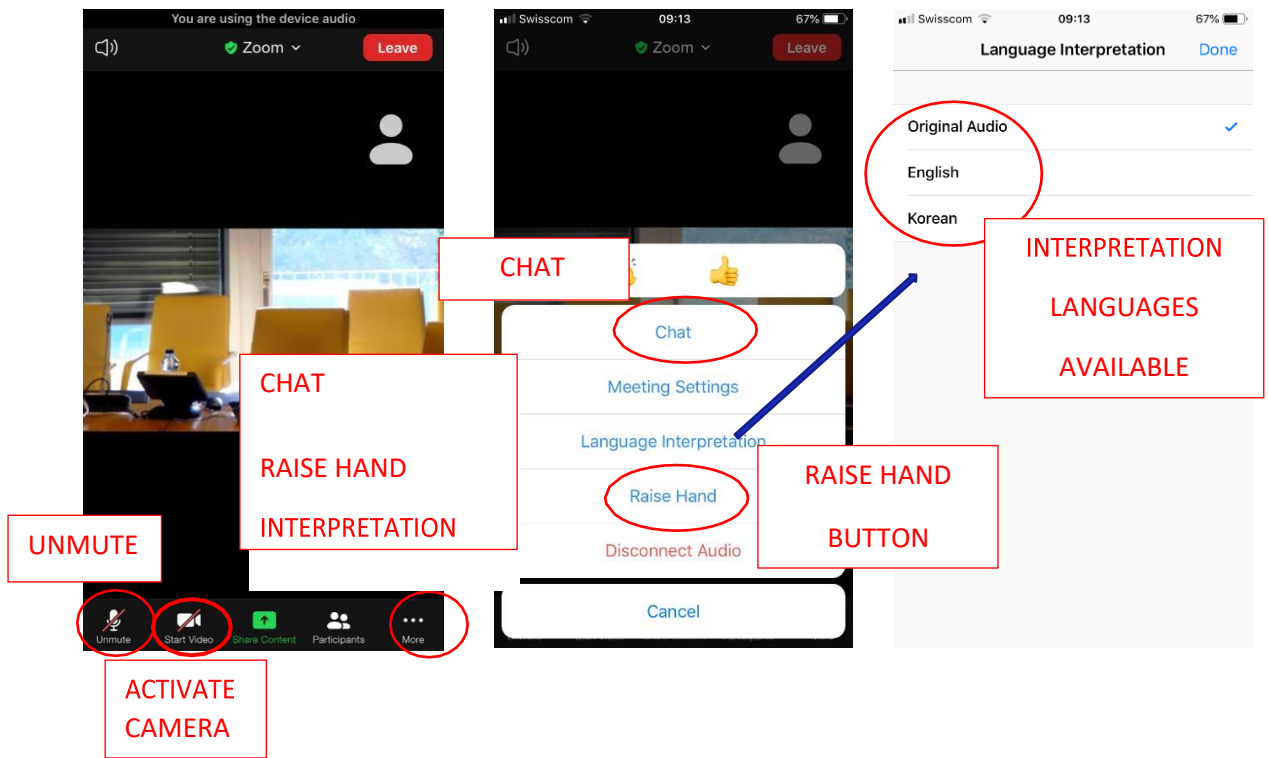 You are using the device audio
Zoom
Leave
CHAT
RAISE HAND
INTERPRETATION
UNMUTE
Unmute
Start Video
Share Content
Participants
More
ACTIVATE
CAMERA
Swisscom
09:13
67%
Zoom
Leave
CHAT
Chat
Meeting Settings
Language Interpretation
Raise Hand
Disconnect Audio
Cancel
RAISE HAND
BUTTON
Swisscom
09:13
67%
Language Interpretation
Done
Original Audio
English
Korean
INTERPRETATION
LANGUAGES
AVAILABLE